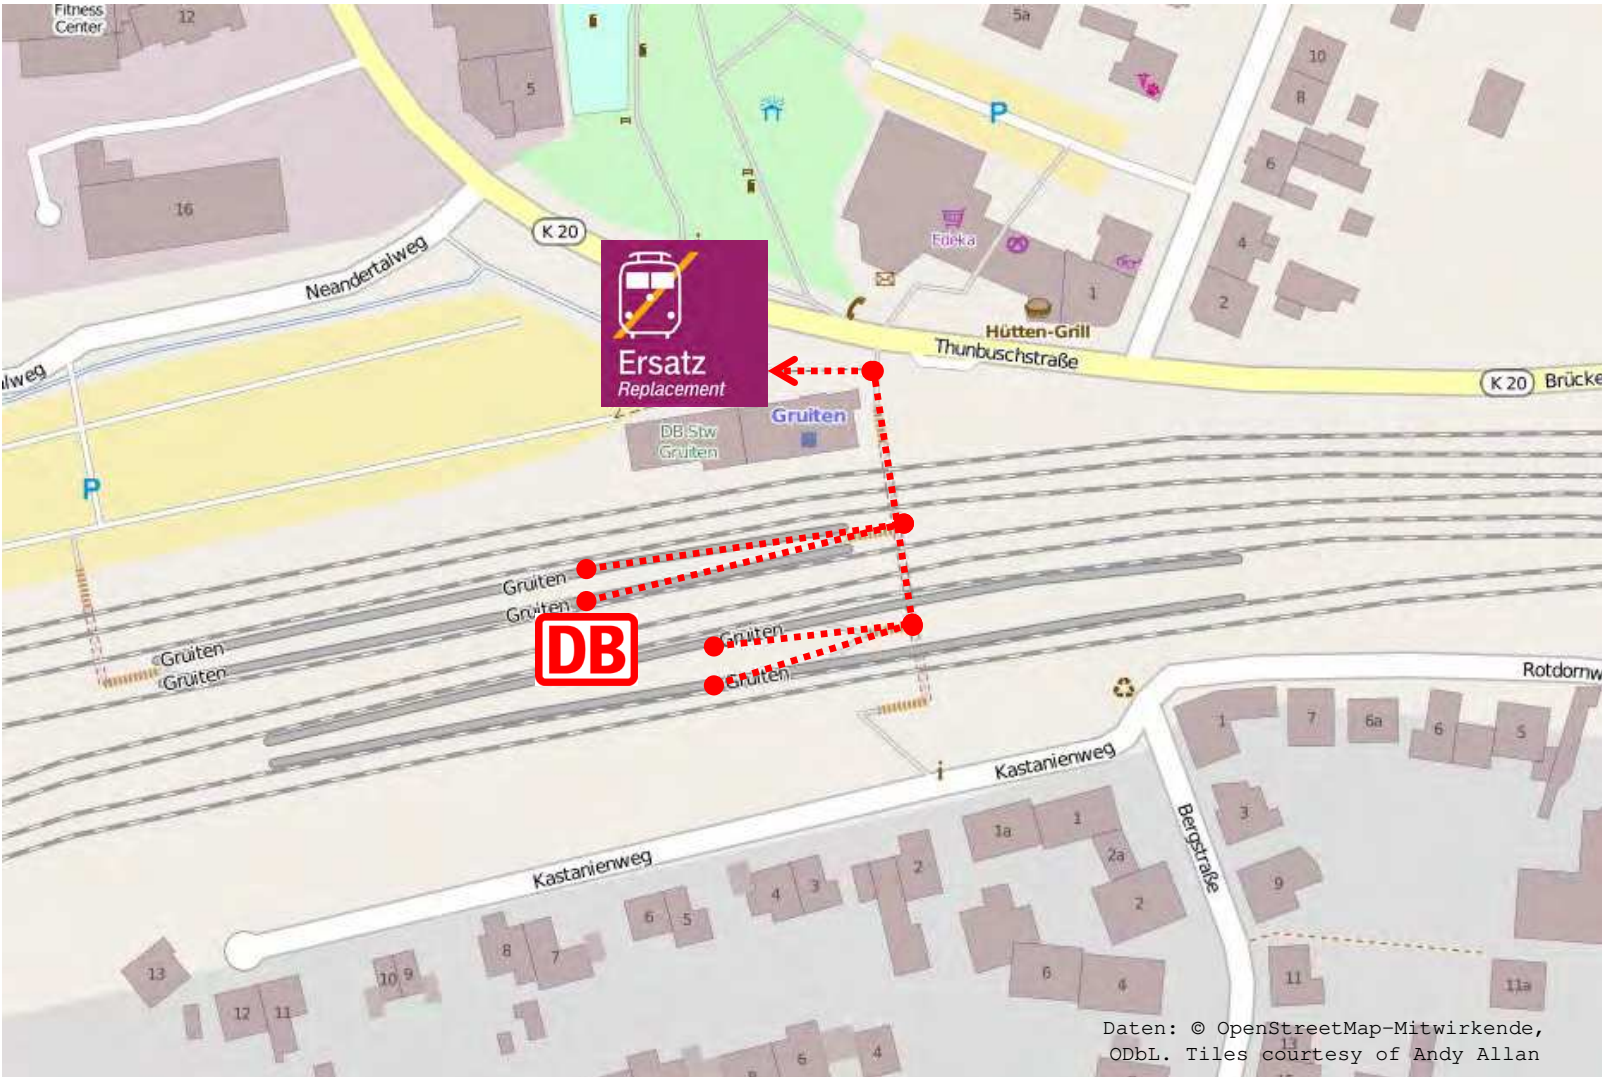 Fitness
Center
12
5
5a
10
8
P
6
16
K 20
Neandertalweg
Edeka
4
2
1
Hütten-Grill
Thunbuschstraße
K 20
Brücke
Ersatz
Replacement
lweg
Gruiten
DB Stw
Gruiten
P
Gruiten
Gruiten
Gruiten
Gruiten
DB
Gruiten
Gruiten
Rotdornw
1
7
6a
6
5
Kastanienweg
Bergstraße
3
1a
1
2a
2
Kastanienweg
2
4
3
9
6
5
8
7
13
10
9
12
11
6
4
11
11a
13
6
4
Daten: © OpenStreetMap-Mitwirkende,
ODbL. Tiles courtesy of Andy Allan